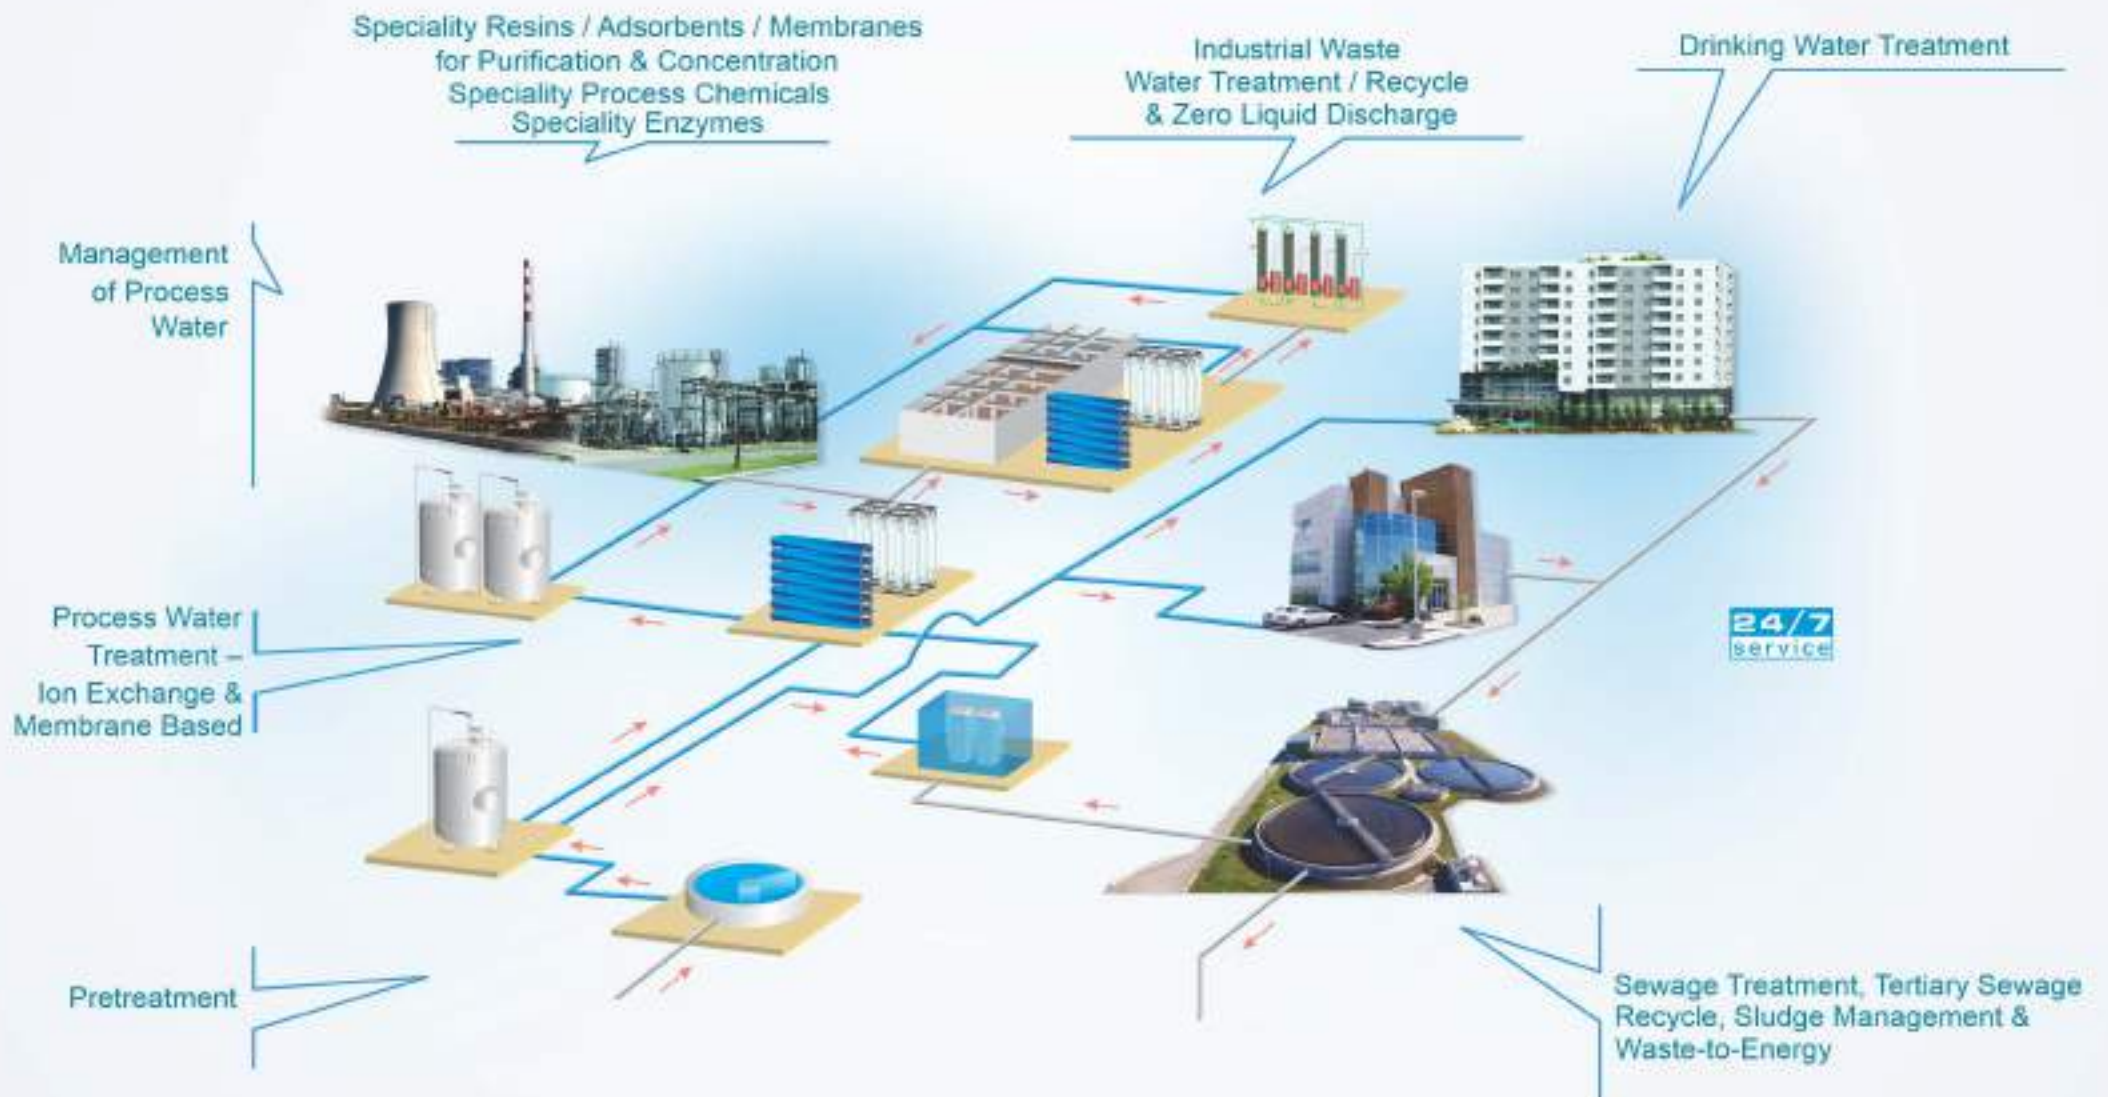 Speciality Resins / Adsorbents / Membranes
for Purification & Concentration
Speciality Process Chemicals
Speciality Enzymes
Industrial Waste
Water Treatment / Recycle
& Zero Liquid Discharge
Drinking Water Treatment
Management
of Process
Water
Process Water
Treatment –
Ion Exchange &
Membrane Based
24/7
service
Pretreatment
Sewage Treatment, Tertiary Sewage
Recycle, Sludge Management &
Waste-to-Energy